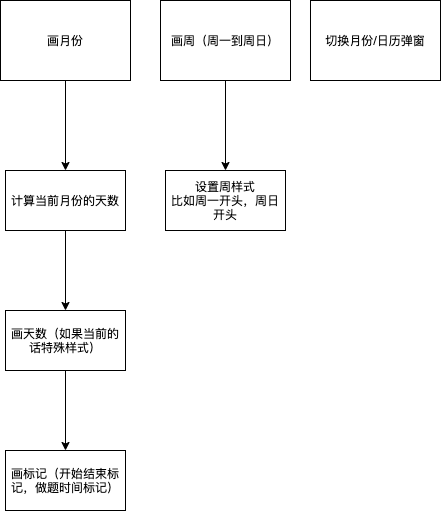 画月份
画周（周一到周日）
切换月份/日历弹窗
计算当前月份的天数
设置周样式
比如周一开头，周日
开头
画天数（如果当前的
话特殊样式）
画标记（开始结束标
记，做题时间标记）